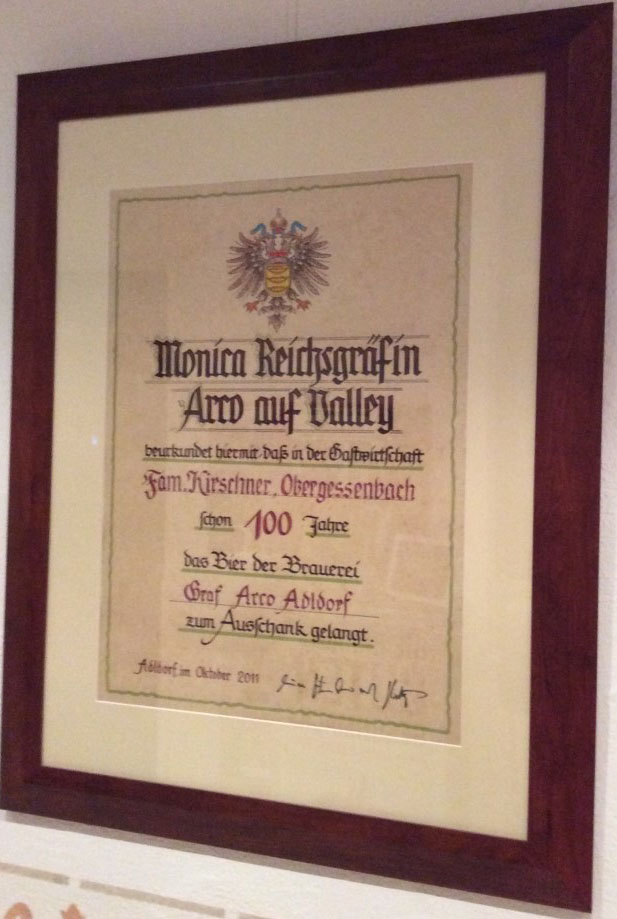 Monica Reichsgräfin
Arco auf Valley
beurkundet hiermit, daß in der Gastwirtschaft
Fam. Kirschner, Obergessenbach
schon 100 Jahre
das Bier der Brauerei
Graf Arco Adldorf
zum Ausschank gelangt.
Adldorf, im Oktober 2011